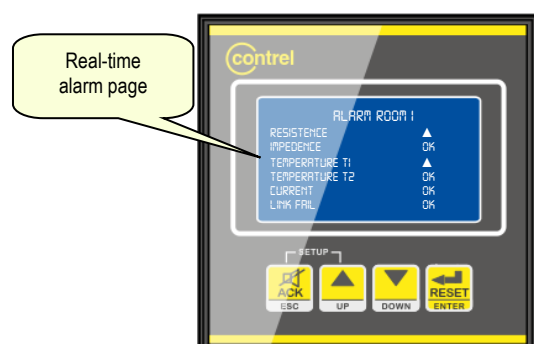 Real-time
alarm page
contrel
ALARM ROOM 1
RESISTENCE ▲
IMPEDENCE OK
TEMPERATURE T1 ▲
TEMPERATURE T2 OK
CURRENT OK
LINK FAIL OK
SETUP
ACK RESET
ESC UP DOWN ENTER